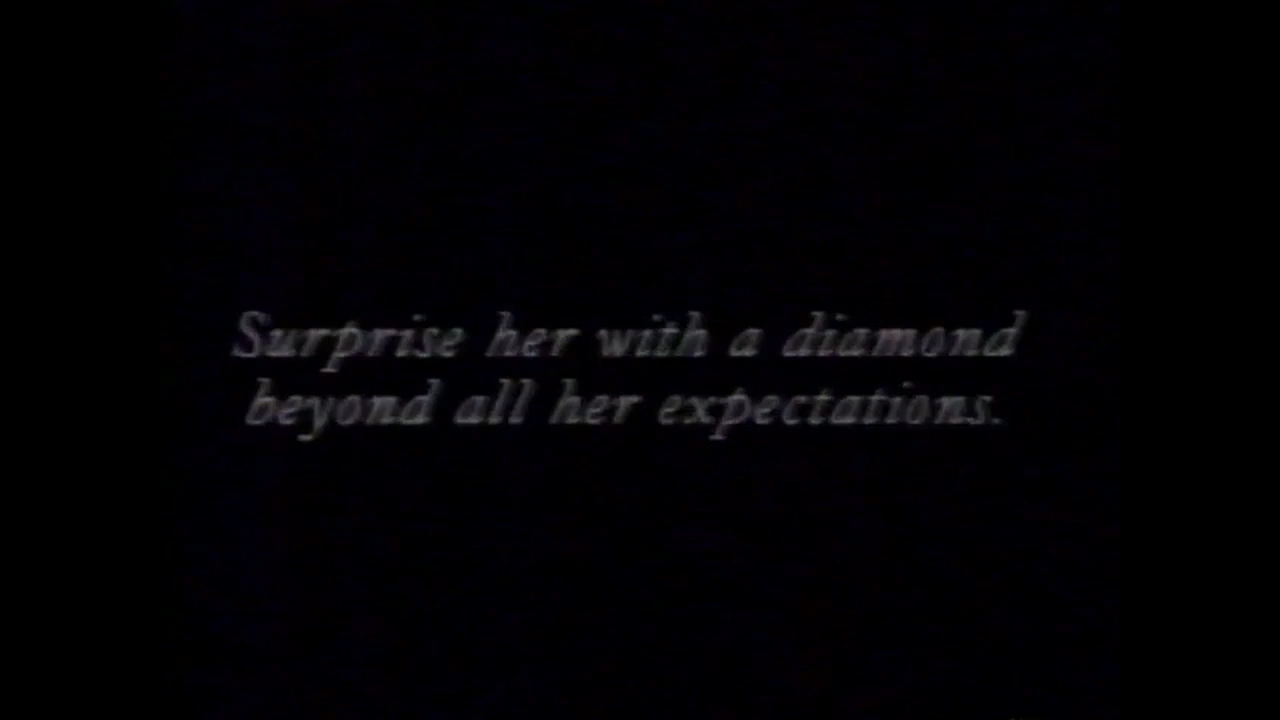 Surprise her with a diamond
beyond all her expectations.